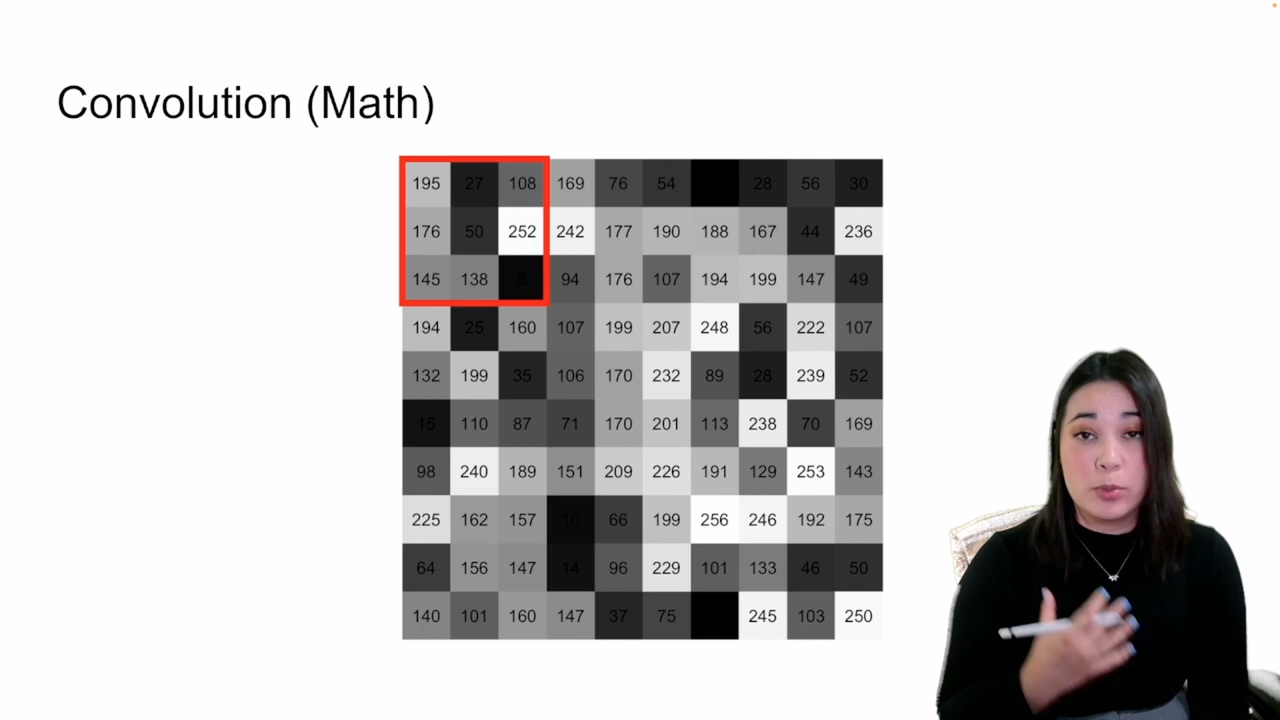 Convolution (Math)
195 27 108 169 76 54 28 56 30
176 50 252 242 177 190 188 167 44 236
145 138 6 94 176 107 194 199 147 49
194 25 160 107 199 207 248 56 222 107
132 199 35 106 170 232 89 28 239 52
15 110 87 71 170 201 113 238 70 169
98 240 189 151 209 226 191 129 253 143
225 162 157 10 66 199 256 246 192 175
64 156 147 14 96 229 101 133 46 50
140 101 160 147 37 75 245 103 250